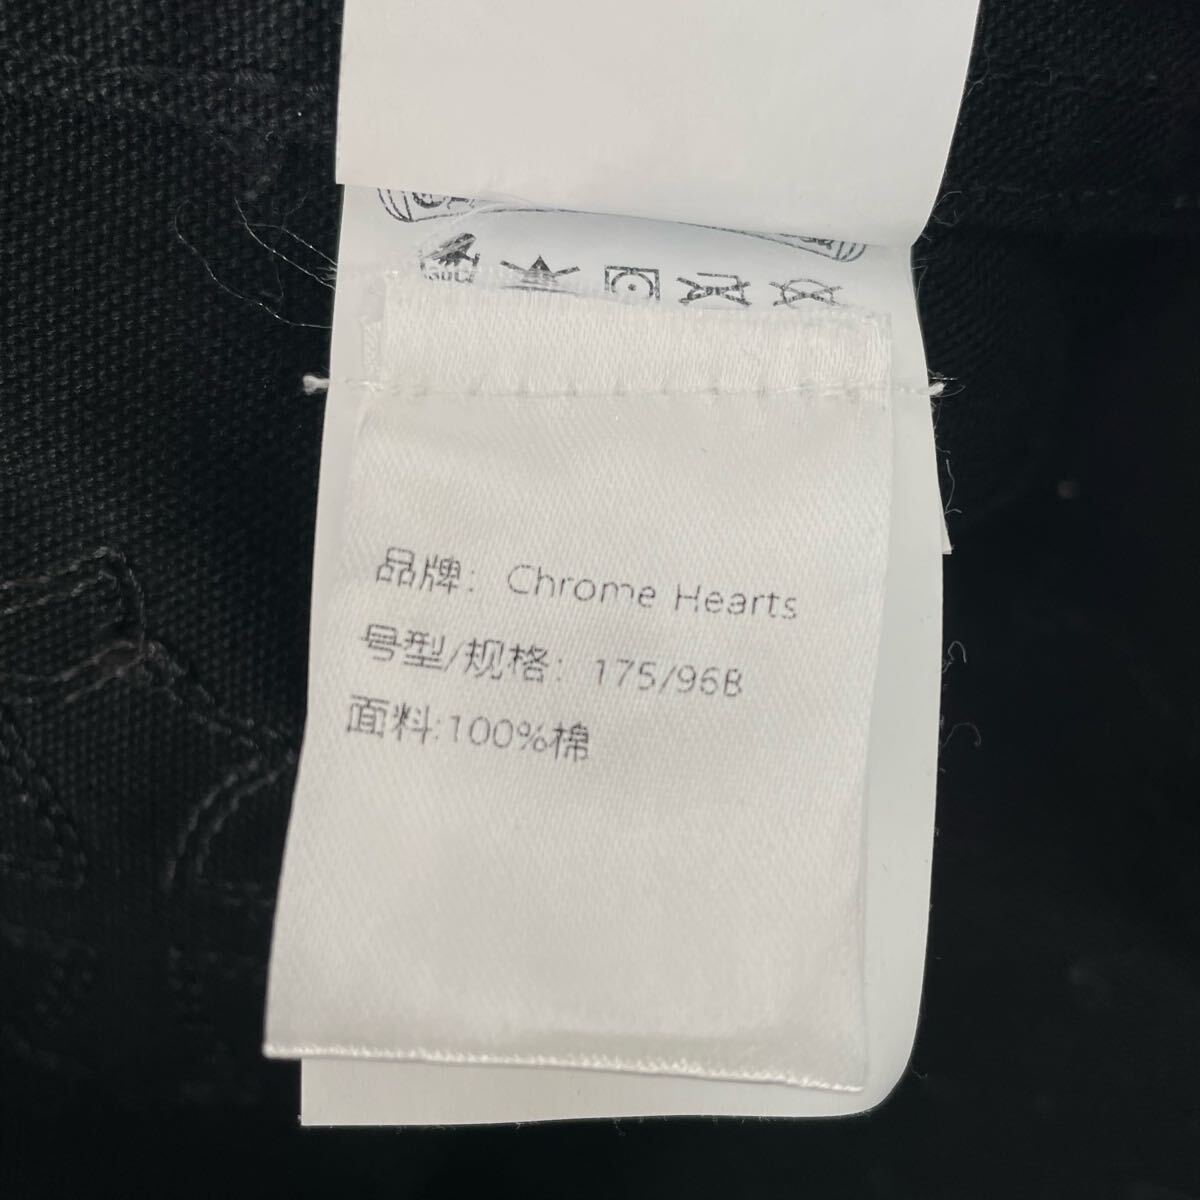 品牌: Chrome Hearts
号型/规格: 175/96B
面料:100%棉